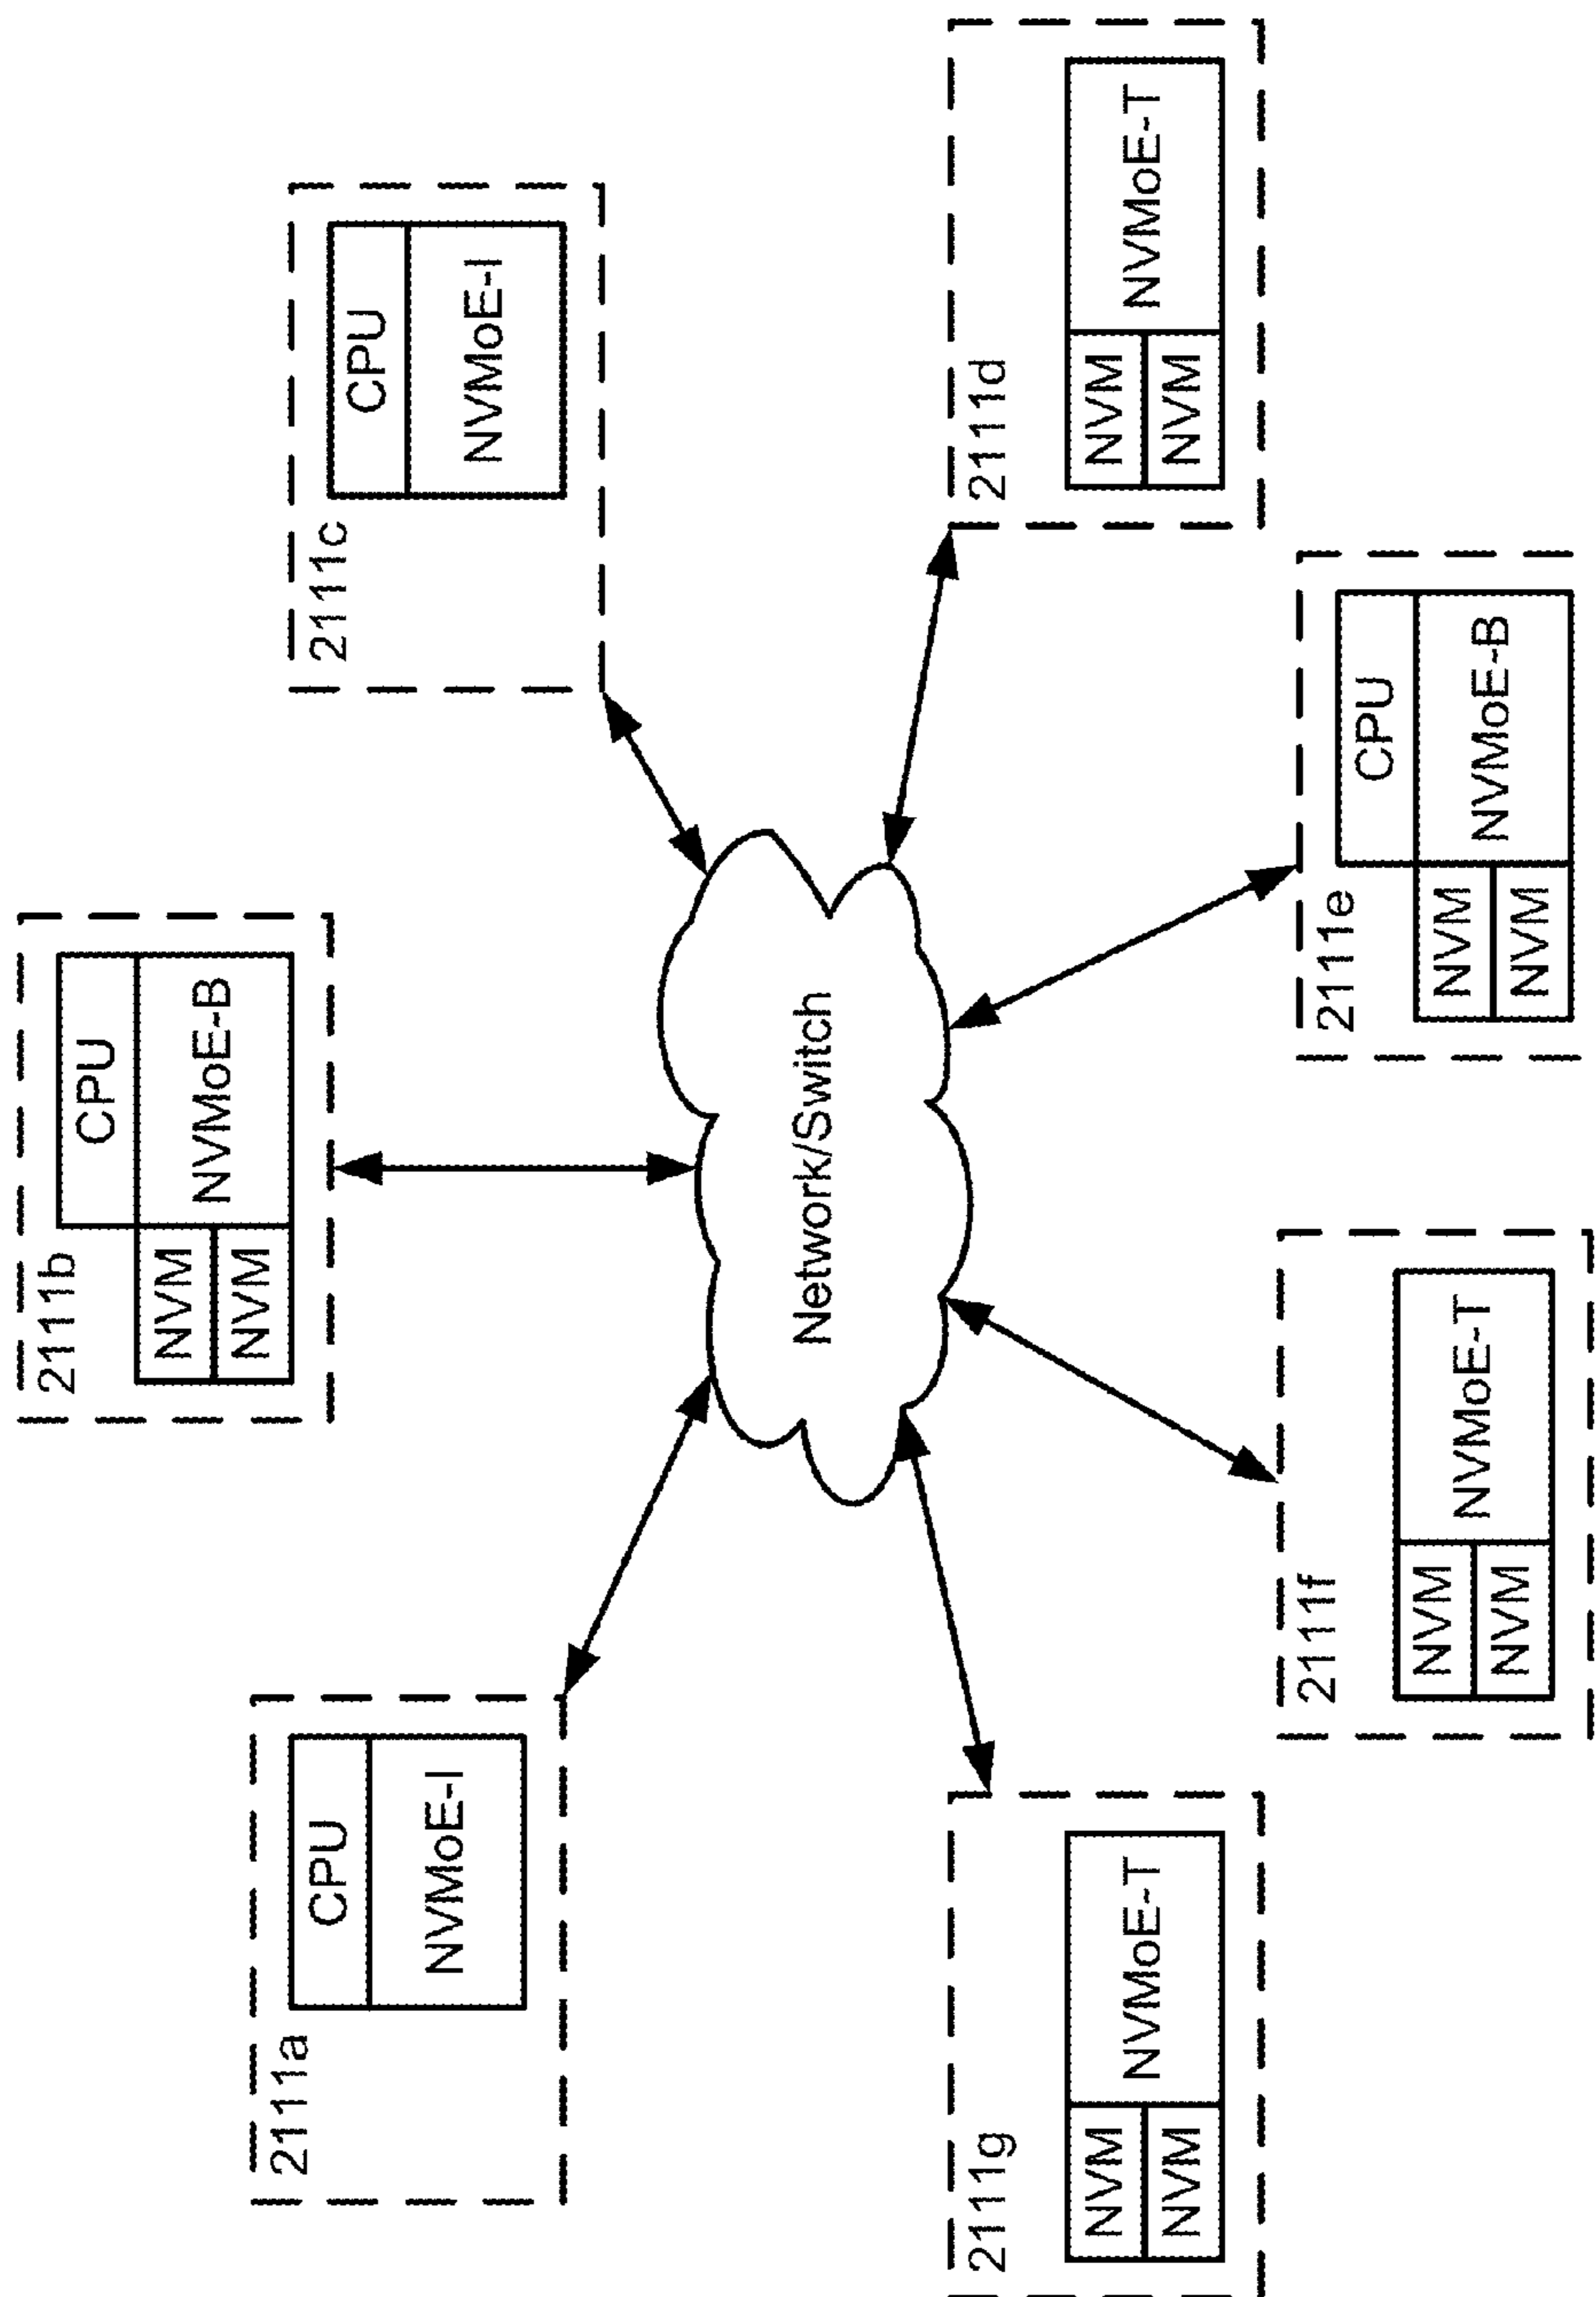 2111a
CPU
NVMoE-I
2111b
CPU
NVMoE-B
NVM
NVM
2111c
CPU
NVMoE-I
Network/Switch
2111g
NVM
NVM
NVMoE-T
2111f
NVM
NVM
NVMoE-T
2111e
CPU
NVMoE-B
NVM
NVM
2111d
NVM
NVM
NVMoE-T